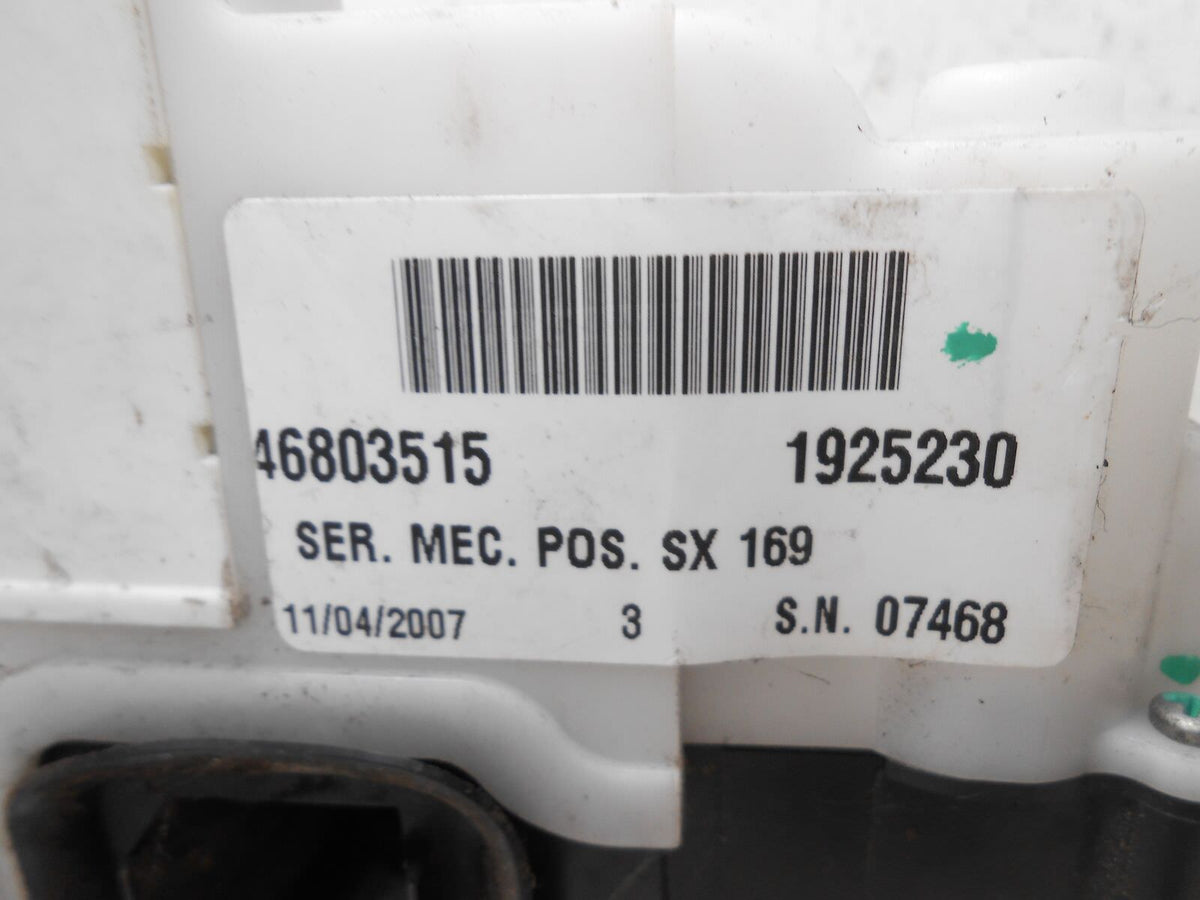 46803515 1925230
SER. MEC. POS. SX 169
11/04/2007 3 S.N. 07468